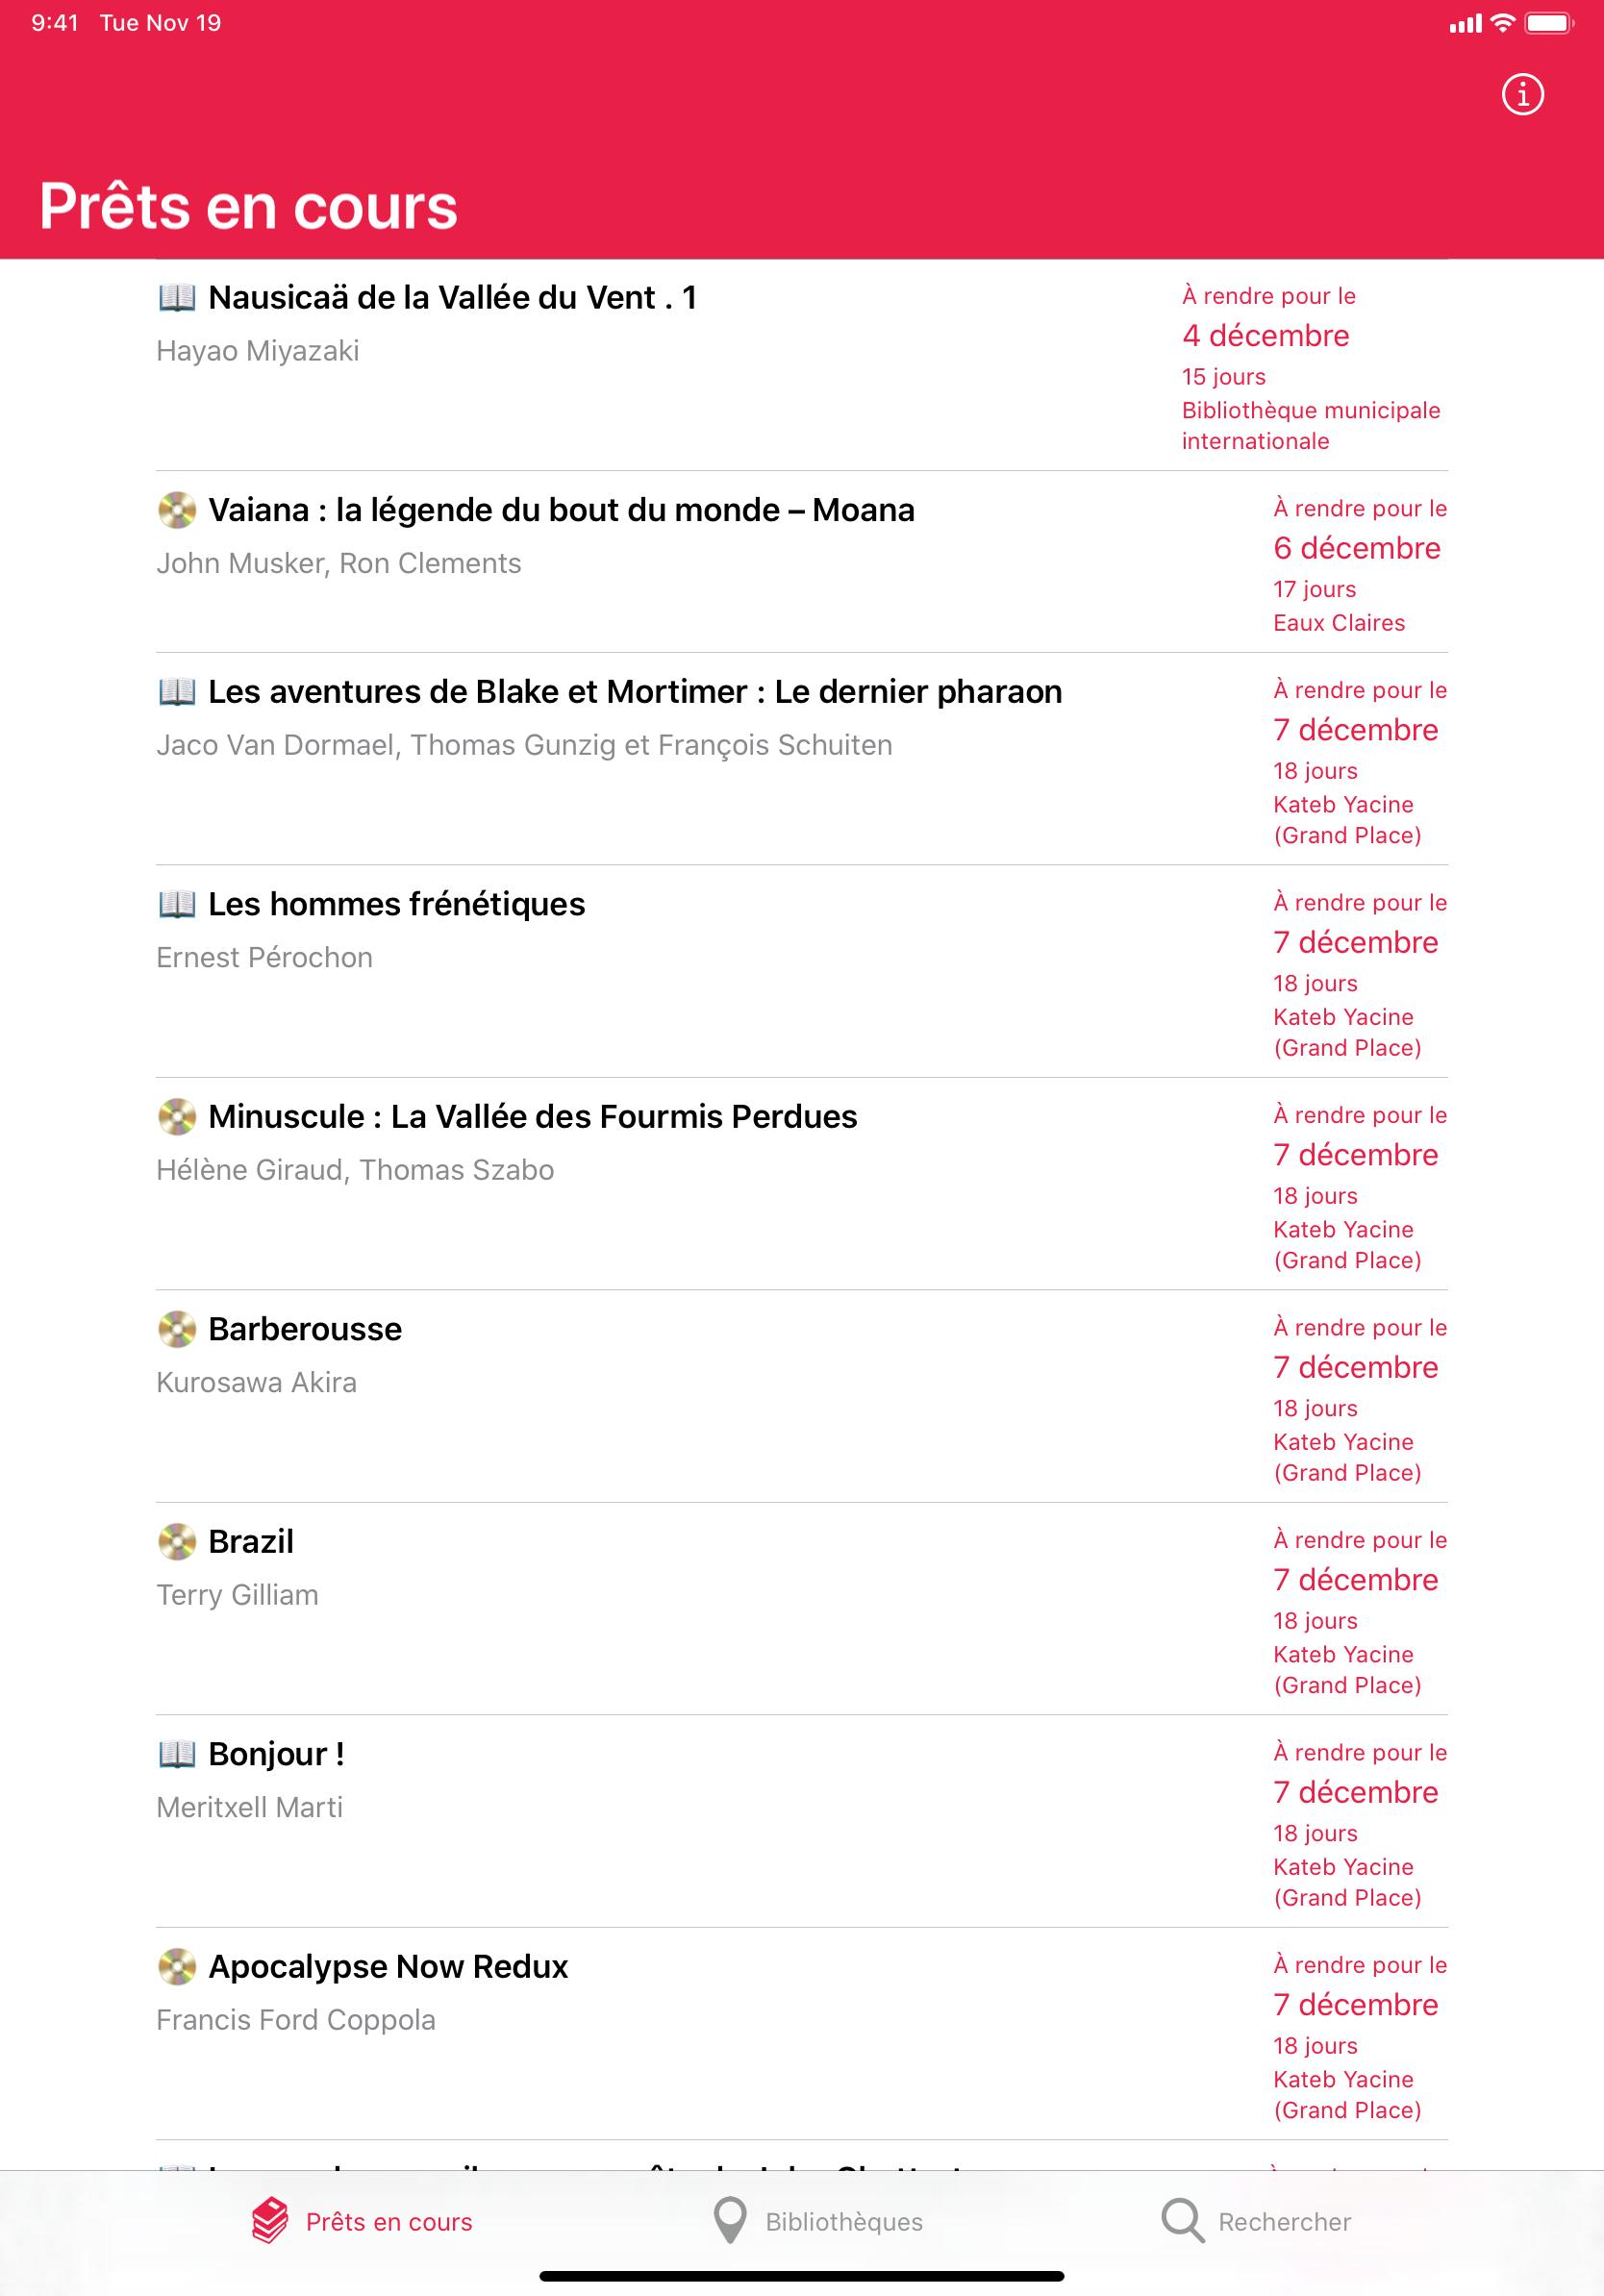 9:41 Tue Nov 19
Prêts en cours
Nausicaä de la Vallée du Vent . 1
Hayao Miyazaki
À rendre pour le
4 décembre
15 jours
Bibliothèque municipale
internationale
Vaiana : la légende du bout du monde – Moana
John Musker, Ron Clements
À rendre pour le
6 décembre
17 jours
Eaux Claires
Les aventures de Blake et Mortimer : Le dernier pharaon
Jaco Van Dormael, Thomas Gunzig et François Schuiten
À rendre pour le
7 décembre
18 jours
Kateb Yacine
(Grand Place)
Les hommes frénétiques
Ernest Pérochon
À rendre pour le
7 décembre
18 jours
Kateb Yacine
(Grand Place)
Minuscule : La Vallée des Fourmis Perdues
Hélène Giraud, Thomas Szabo
À rendre pour le
7 décembre
18 jours
Kateb Yacine
(Grand Place)
Barberousse
Kurosawa Akira
À rendre pour le
7 décembre
18 jours
Kateb Yacine
(Grand Place)
Brazil
Terry Gilliam
À rendre pour le
7 décembre
18 jours
Kateb Yacine
(Grand Place)
Bonjour !
Meritxell Marti
À rendre pour le
7 décembre
18 jours
Kateb Yacine
(Grand Place)
Apocalypse Now Redux
Francis Ford Coppola
À rendre pour le
7 décembre
18 jours
Kateb Yacine
(Grand Place)
Prêts en cours
Bibliothèques
Rechercher